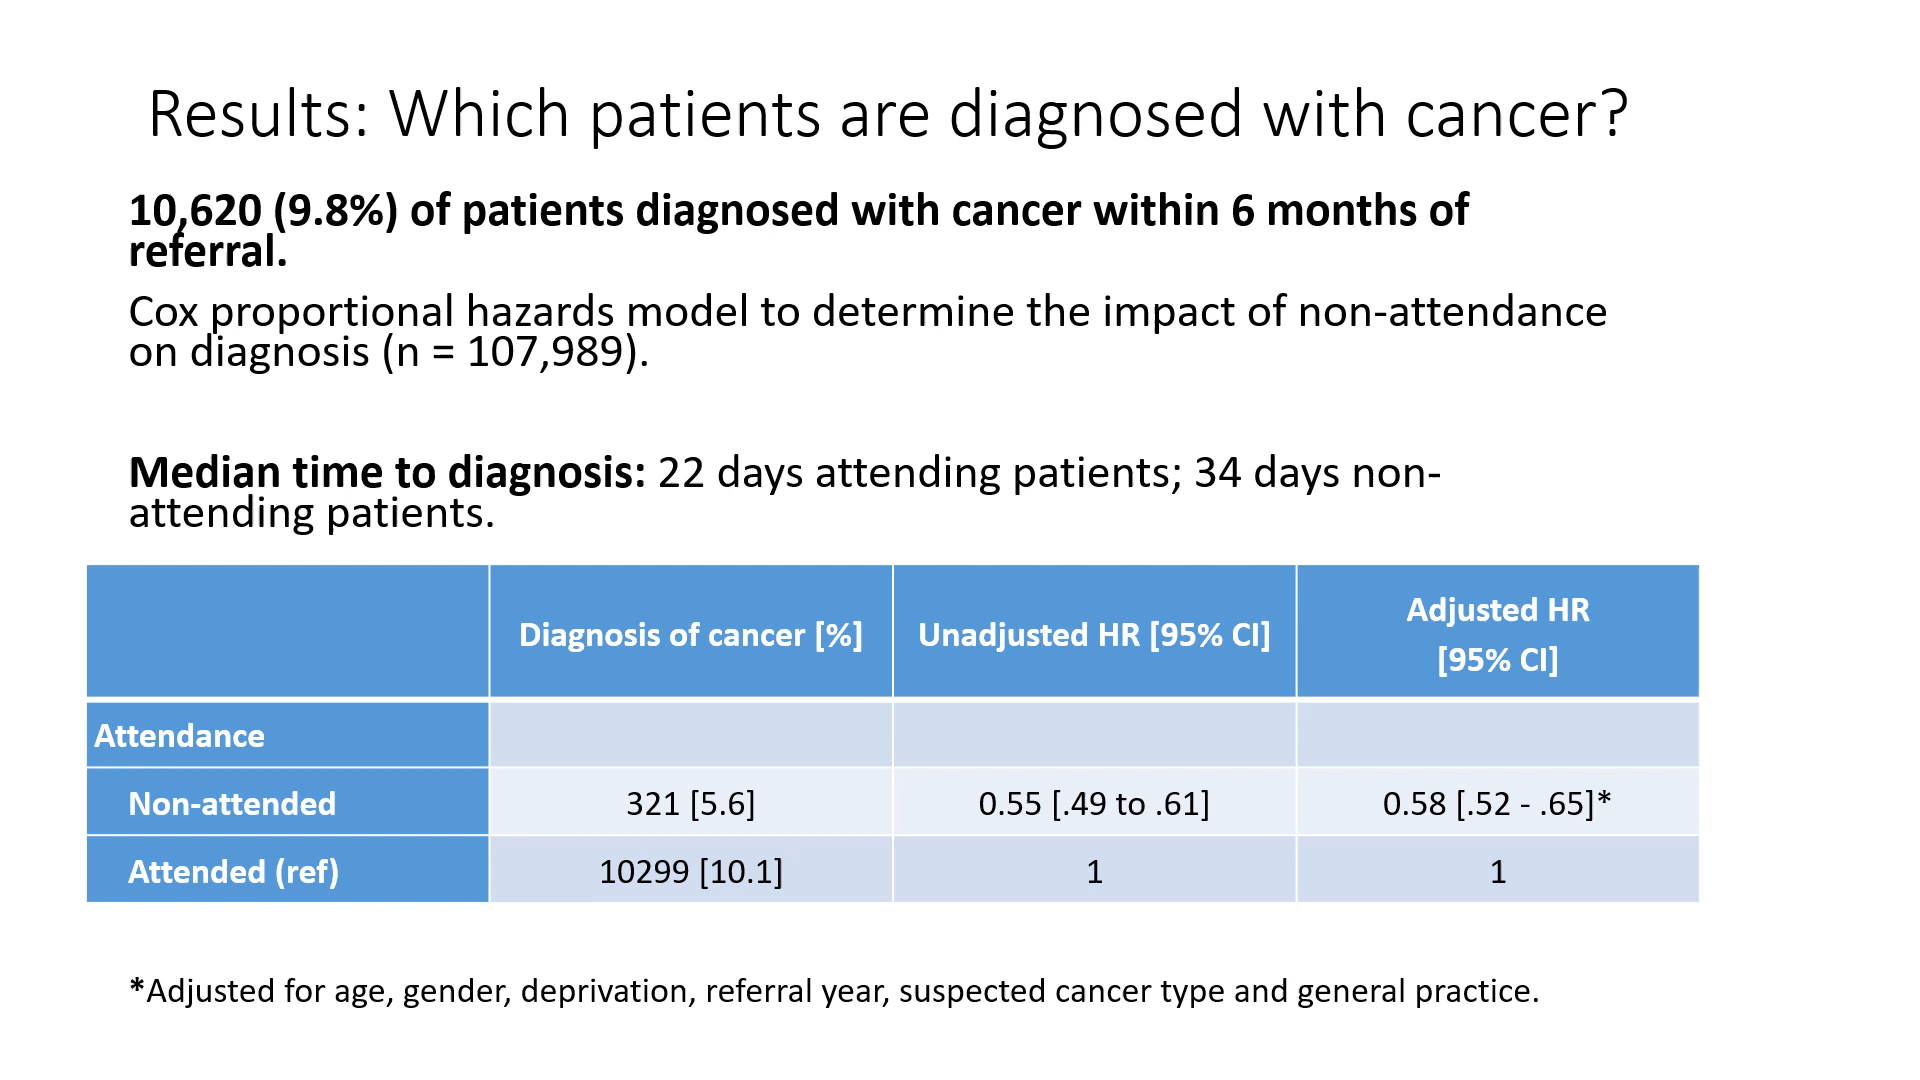 Results: Which patients are diagnosed with cancer?
10,620 (9.8%) of patients diagnosed with cancer within 6 months of
referral.
Cox proportional hazards model to determine the impact of non-attendance
on diagnosis (n = 107,989).
Median time to diagnosis: 22 days attending patients; 34 days non-
attending patients.
Diagnosis of cancer [%] Unadjusted HR [95% CI] Adjusted HR
[95% CI]
Attendance
Non-attended 321 [5.6] 0.55 [.49 to .61] 0.58 [.52 - .65]*
Attended (ref) 10299 [10.1] 1 1
*Adjusted for age, gender, deprivation, referral year, suspected cancer type and general practice.